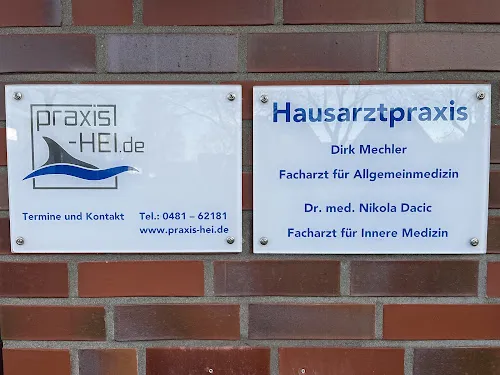 praxis
-HEI.de
Termine und Kontakt Tel.: 0481 – 62181
www.praxis-hei.de
Hausarztpraxis
Dirk Mechler
Facharzt für Allgemeinmedizin
Dr. med. Nikola Dacic
Facharzt für Innere Medizin